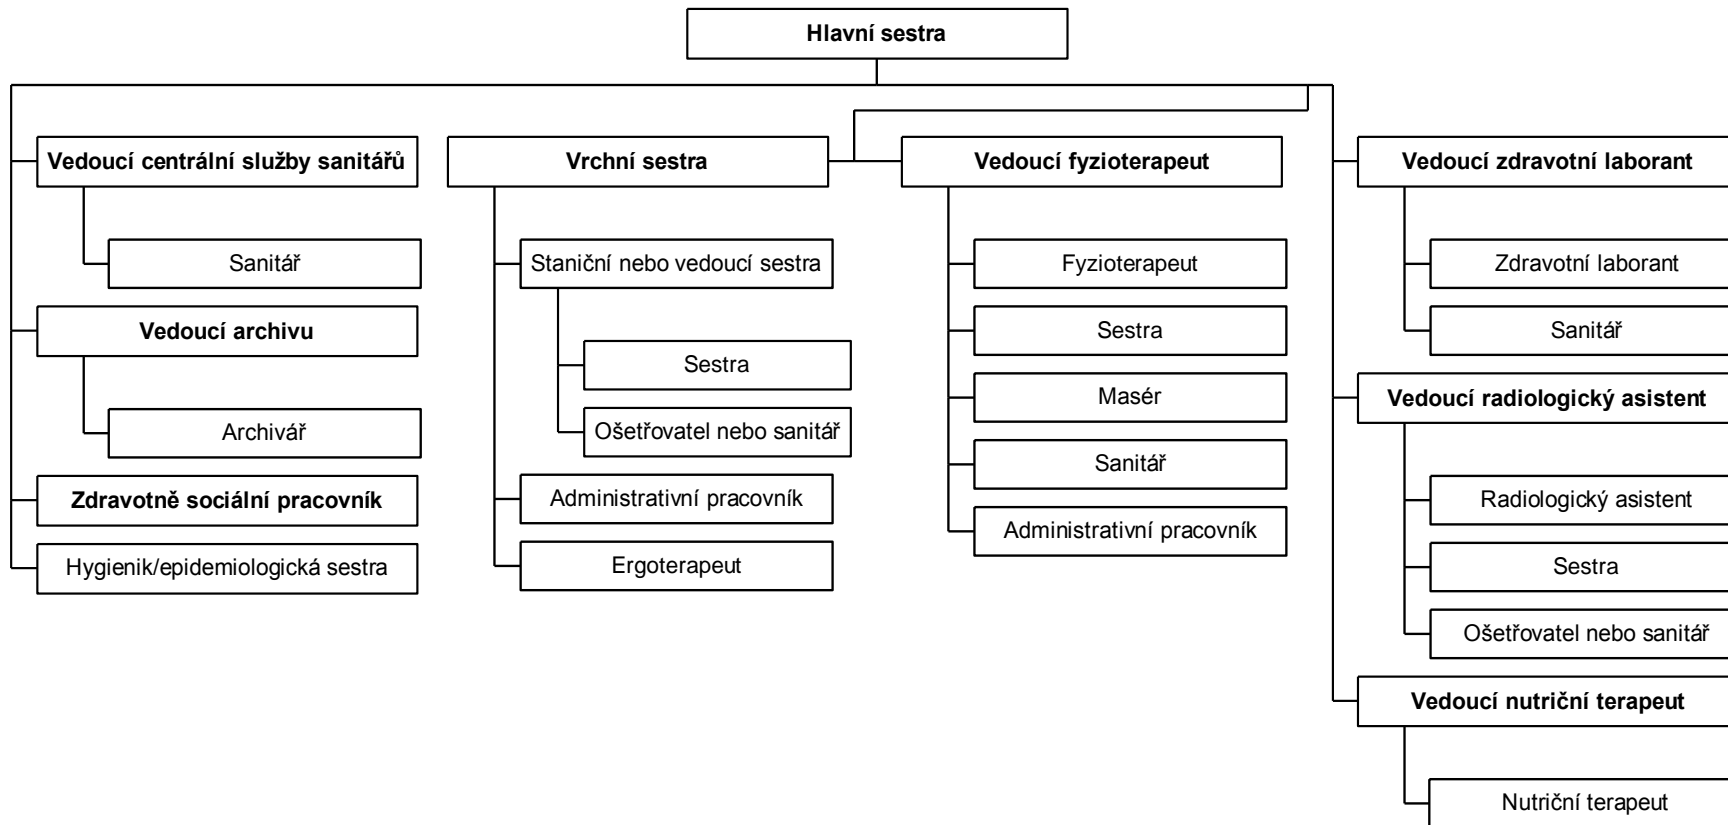 Hlavní sestra
Vedoucí centrální služby sanitářů
Sanitář
Vedoucí archivu
Archivář
Zdravotně sociální pracovník
Hygienik/epidemiologická sestra
Vrchní sestra
Staniční nebo vedoucí sestra
Sestra
Ošetřovatel nebo sanitář
Administrativní pracovník
Ergoterapeut
Vedoucí fyzioterapeut
Fyzioterapeut
Sestra
Masér
Sanitář
Administrativní pracovník
Vedoucí zdravotní laborant
Zdravotní laborant
Sanitář
Vedoucí radiologický asistent
Radiologický asistent
Sestra
Ošetřovatel nebo sanitář
Vedoucí nutriční terapeut
Nutriční terapeut